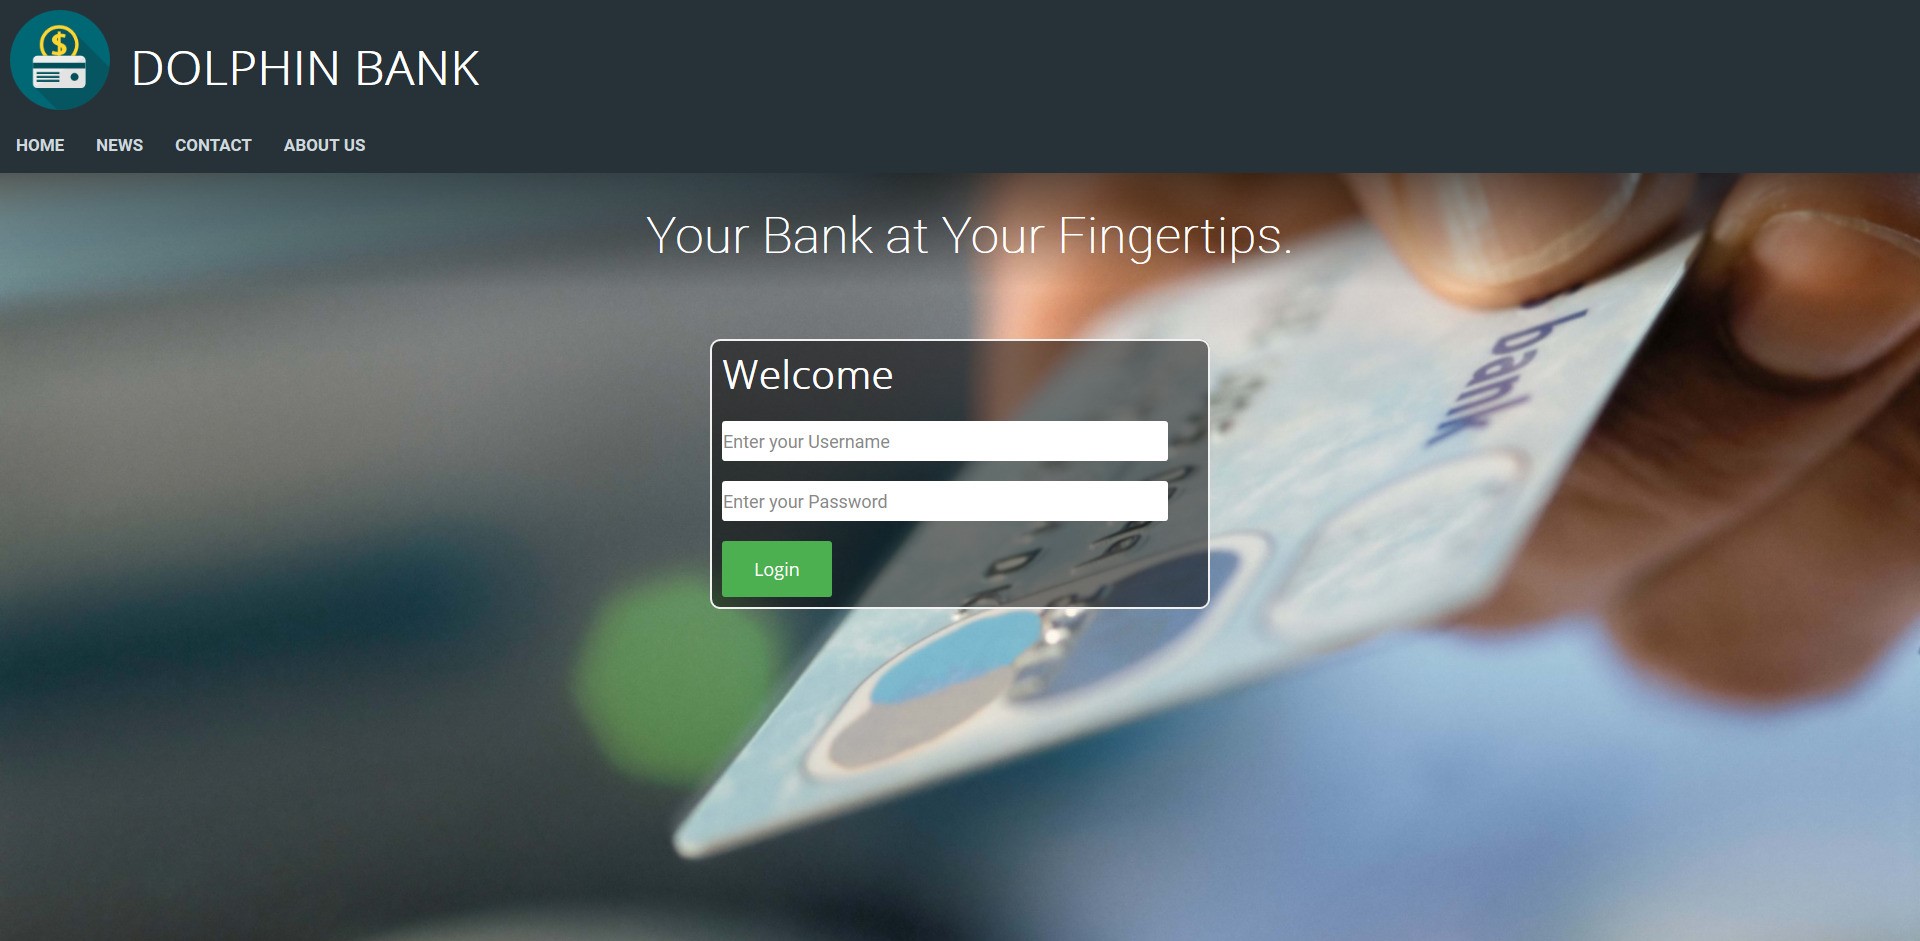 $
DOLPHIN BANK
HOME NEWS CONTACT ABOUT US
Your Bank at Your Fingertips.
Welcome
Enter your Username
Enter your Password
Login
bank